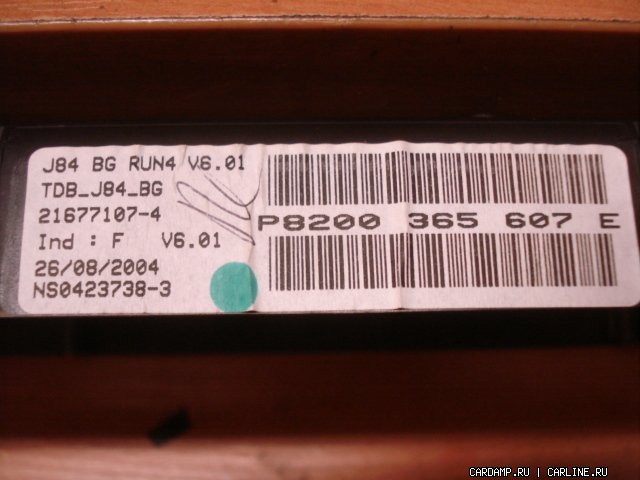 J84 BG RUN4 V6.01
TDB_J84_BG
21677107-4
Ind : F V6.01
26/08/2004
NS0423738-3
P8200 365 607 E
CARDAMP.RU | CARLINE.RU